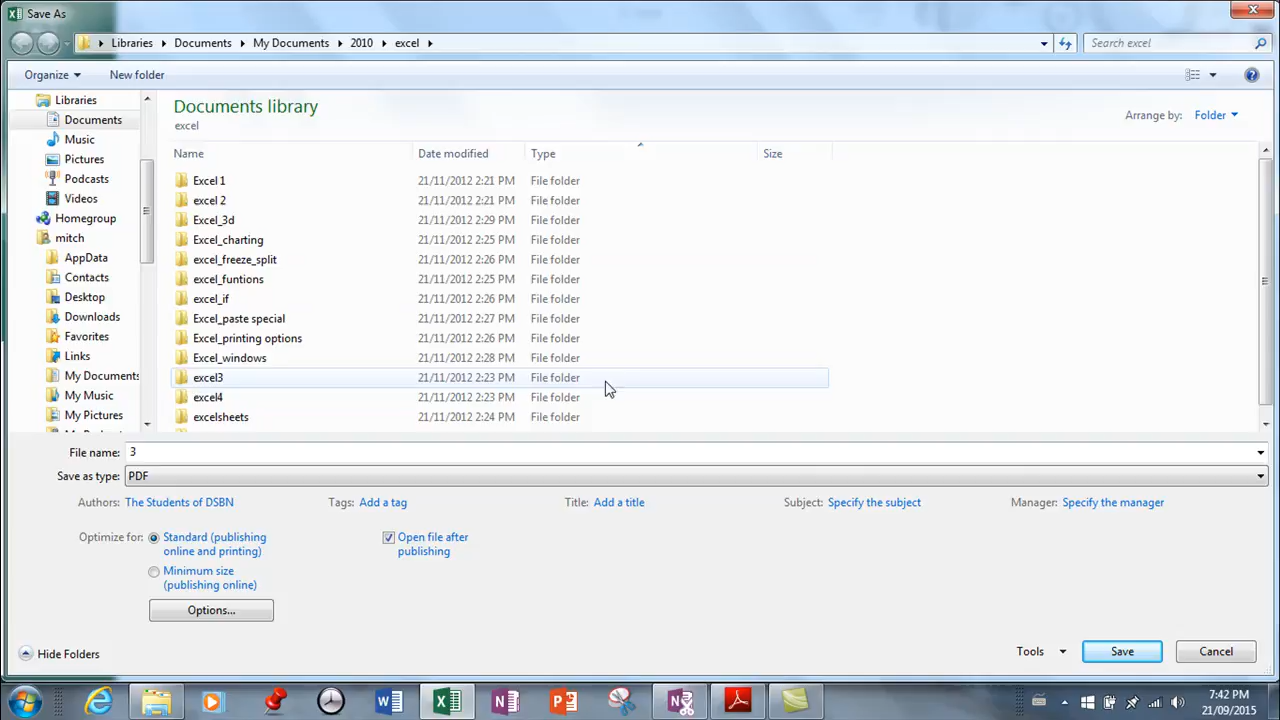 Save As
Libraries Documents My Documents 2010 excel
Search excel
Organize New folder
Documents library
excel
Arrange by: Folder
Name Date modified Type Size
Excel 1 21/11/2012 2:21 PM File folder
excel 2 21/11/2012 2:21 PM File folder
Excel_3d 21/11/2012 2:29 PM File folder
Excel_charting 21/11/2012 2:25 PM File folder
excel_freeze_split 21/11/2012 2:26 PM File folder
excel_funtions 21/11/2012 2:25 PM File folder
excel_if 21/11/2012 2:26 PM File folder
Excel_paste special 21/11/2012 2:27 PM File folder
Excel_printing options 21/11/2012 2:26 PM File folder
Excel_windows 21/11/2012 2:28 PM File folder
excel3 21/11/2012 2:23 PM File folder
excel4 21/11/2012 2:23 PM File folder
excelsheets 21/11/2012 2:24 PM File folder
Libraries
Documents
Music
Pictures
Podcasts
Videos
Homegroup
mitch
AppData
Contacts
Desktop
Downloads
Favorites
Links
My Documents
My Music
My Pictures
File name: 3
Save as type: PDF
Authors: The Students of DSBN Tags: Add a tag Title: Add a title Subject: Specify the subject Manager: Specify the manager
Optimize for: Standard (publishing
online and printing)
Minimum size
(publishing online)
Open file after
publishing
Options...
Hide Folders
Tools Save Cancel
7:42 PM
21/09/2015